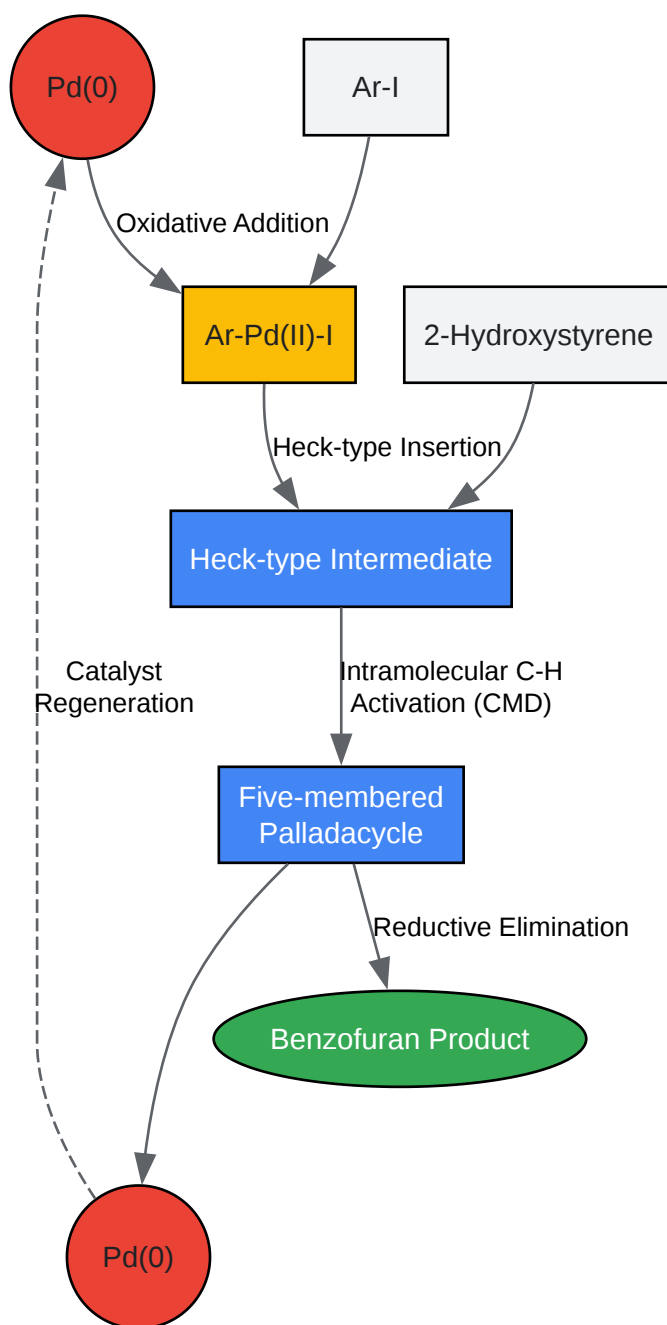 Pd(0)
Ar-I
Oxidative Addition
Ar-Pd(II)-I
2-Hydroxystyrene
Heck-type Insertion
Heck-type Intermediate
Catalyst
Regeneration
Intramolecular C-H
Activation (CMD)
Five-membered
Palladacycle
Reductive Elimination
Benzofuran Product
Pd(0)